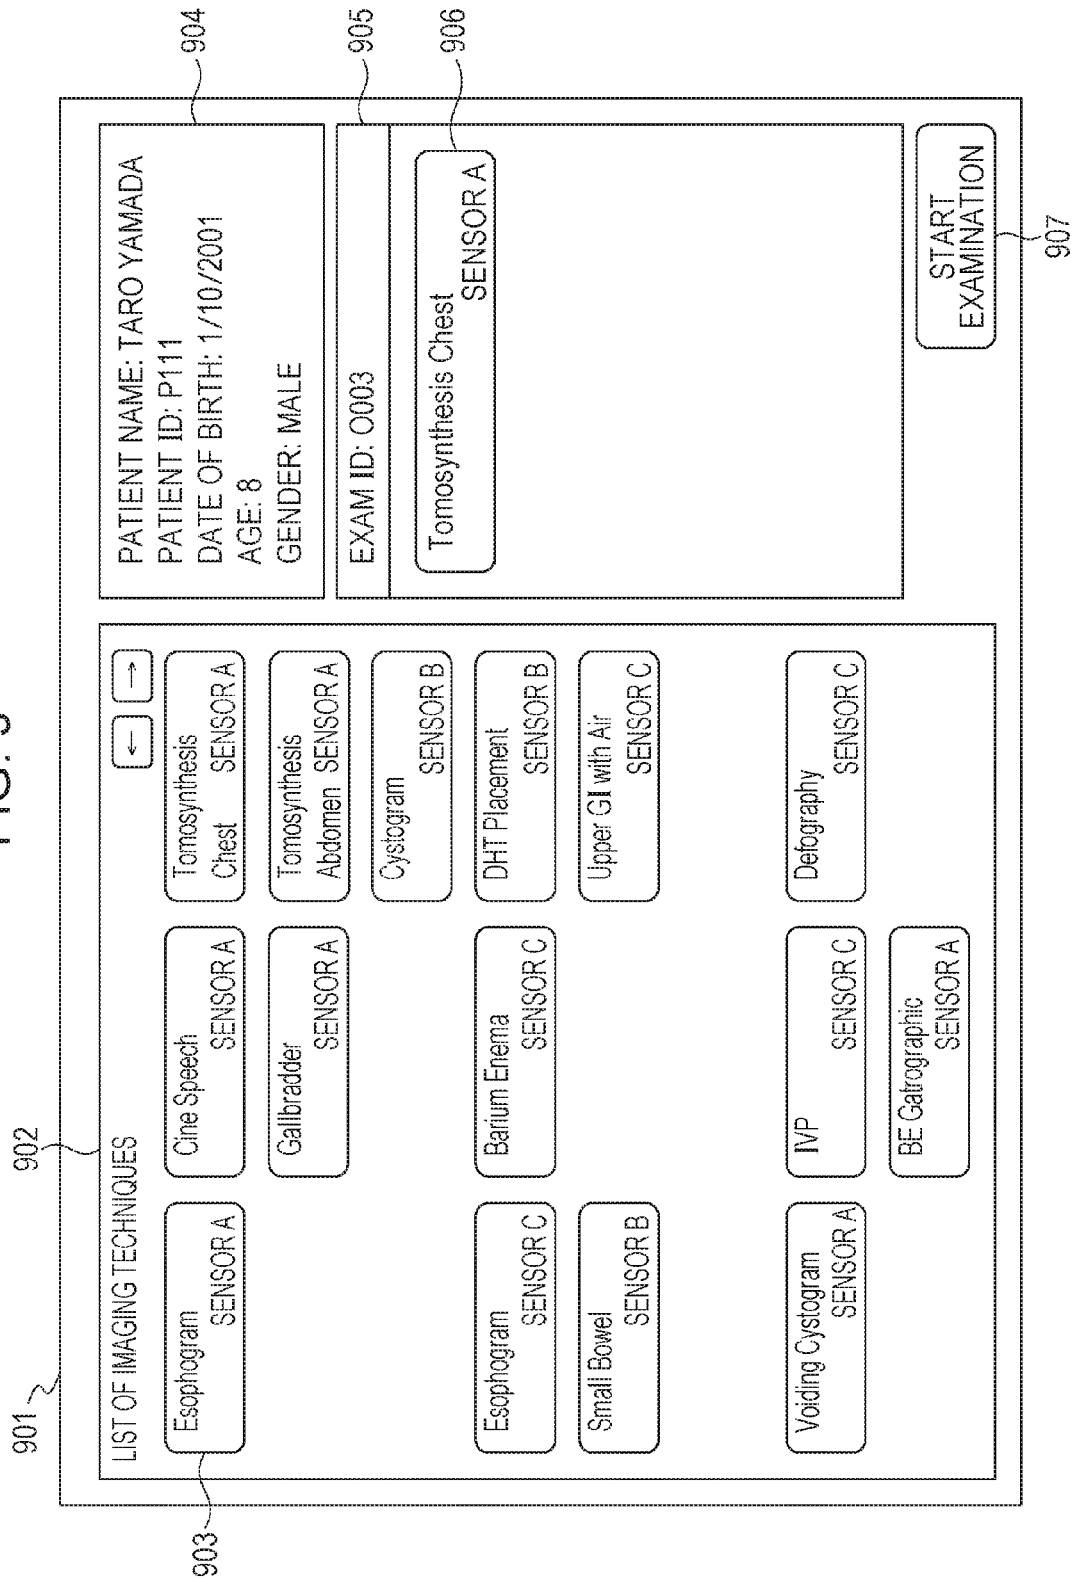 901
902
LIST OF IMAGING TECHNIQUES
← →
903
Esophogram
SENSOR A
Cine Speech
SENSOR A
Tomosynthesis
Chest SENSOR A
Gallbradder
SENSOR A
Tomosynthesis
Abdomen SENSOR A
Cystogram
SENSOR B
Esophogram
SENSOR C
Barium Enema
SENSOR C
DHT Placement
SENSOR B
Small Bowel
SENSOR B
Upper GI with Air
SENSOR C
Voiding Cystogram
SENSOR A
IVP
SENSOR C
Defography
SENSOR C
BE Gatrographic
SENSOR A
PATIENT NAME: TARO YAMADA
PATIENT ID: P111
DATE OF BIRTH: 1/10/2001
AGE: 8
GENDER: MALE
904
EXAM ID: O003
905
Tomosynthesis Chest
SENSOR A
906
START
EXAMINATION
907